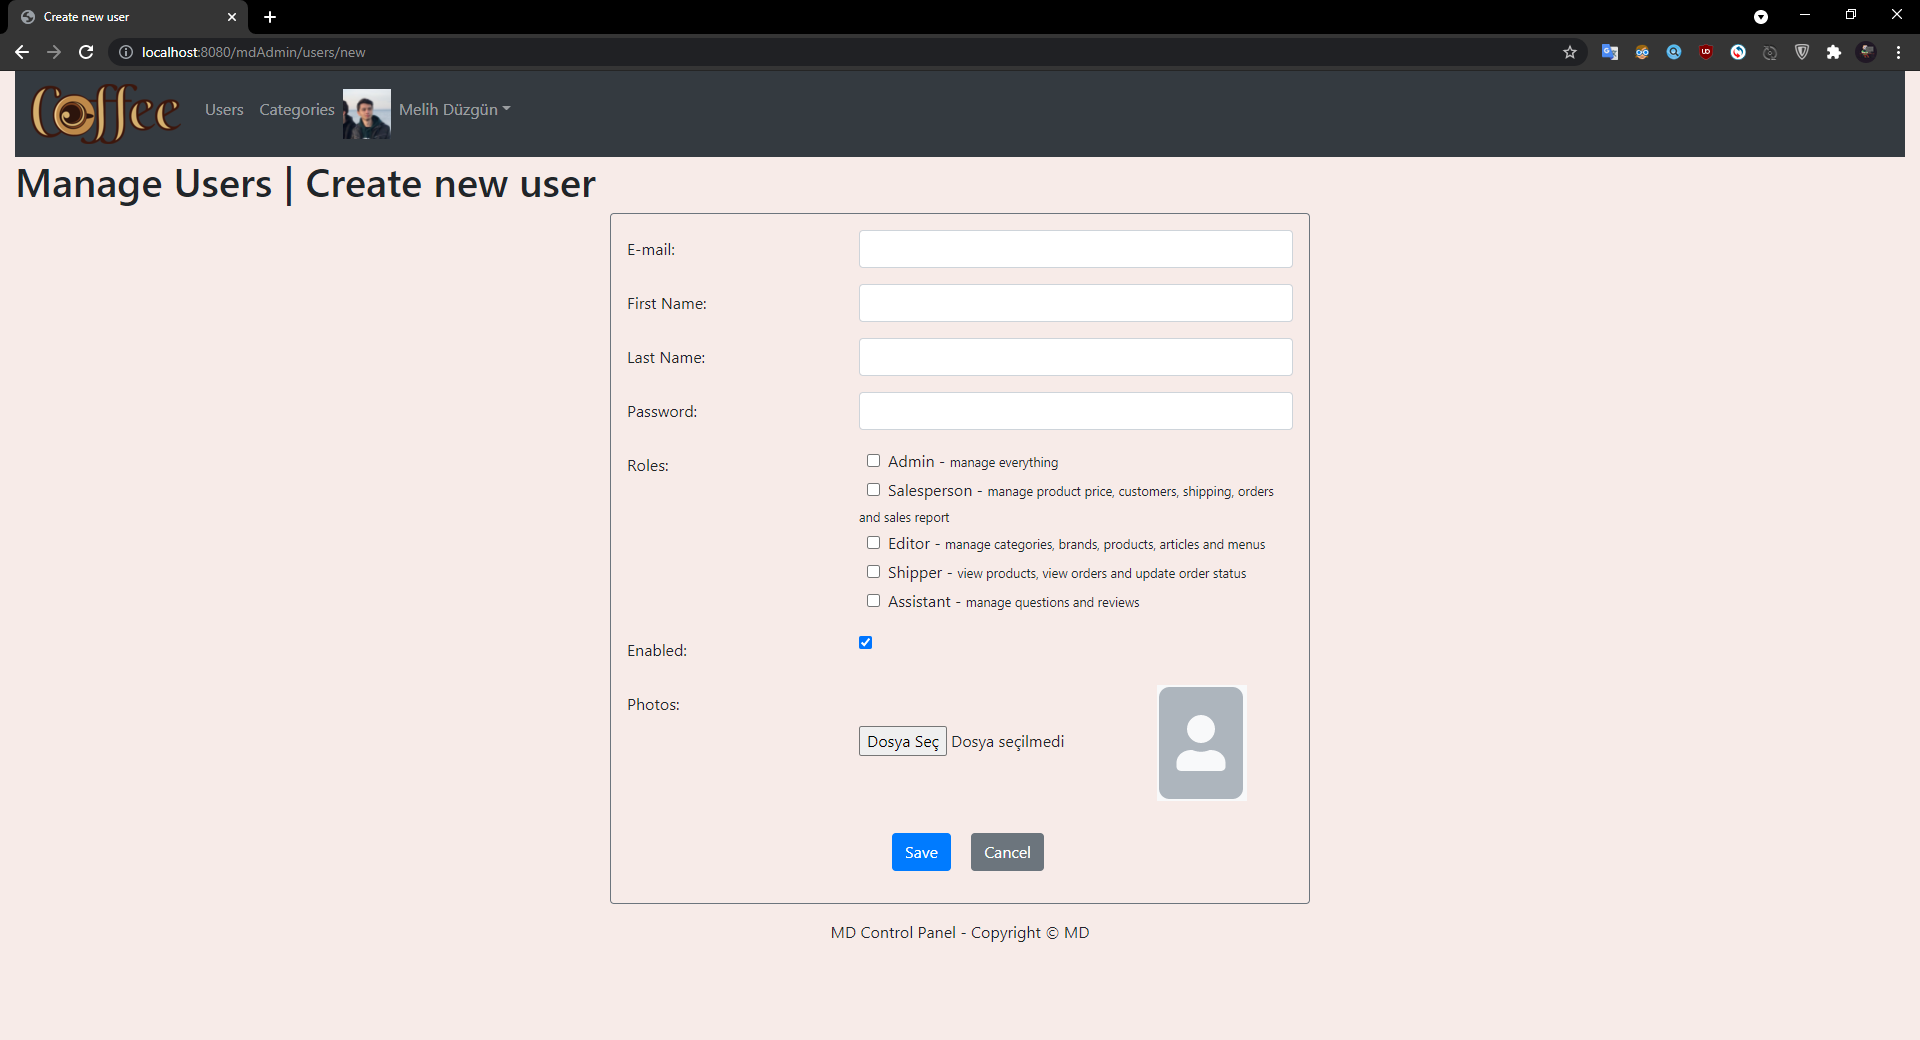 Create new user
localhost:8080/mdAdmin/users/new
Coffee
Users
Categories
Melih Düzgün
Manage Users | Create new user
E-mail:
First Name:
Last Name:
Password:
Roles:
Admin - manage everything
Salesperson - manage product price, customers, shipping, orders
and sales report
Editor - manage categories, brands, products, articles and menus
Shipper - view products, view orders and update order status
Assistant - manage questions and reviews
Enabled:
Photos:
Dosya Seç Dosya seçilmedi
Save
Cancel
MD Control Panel - Copyright © MD